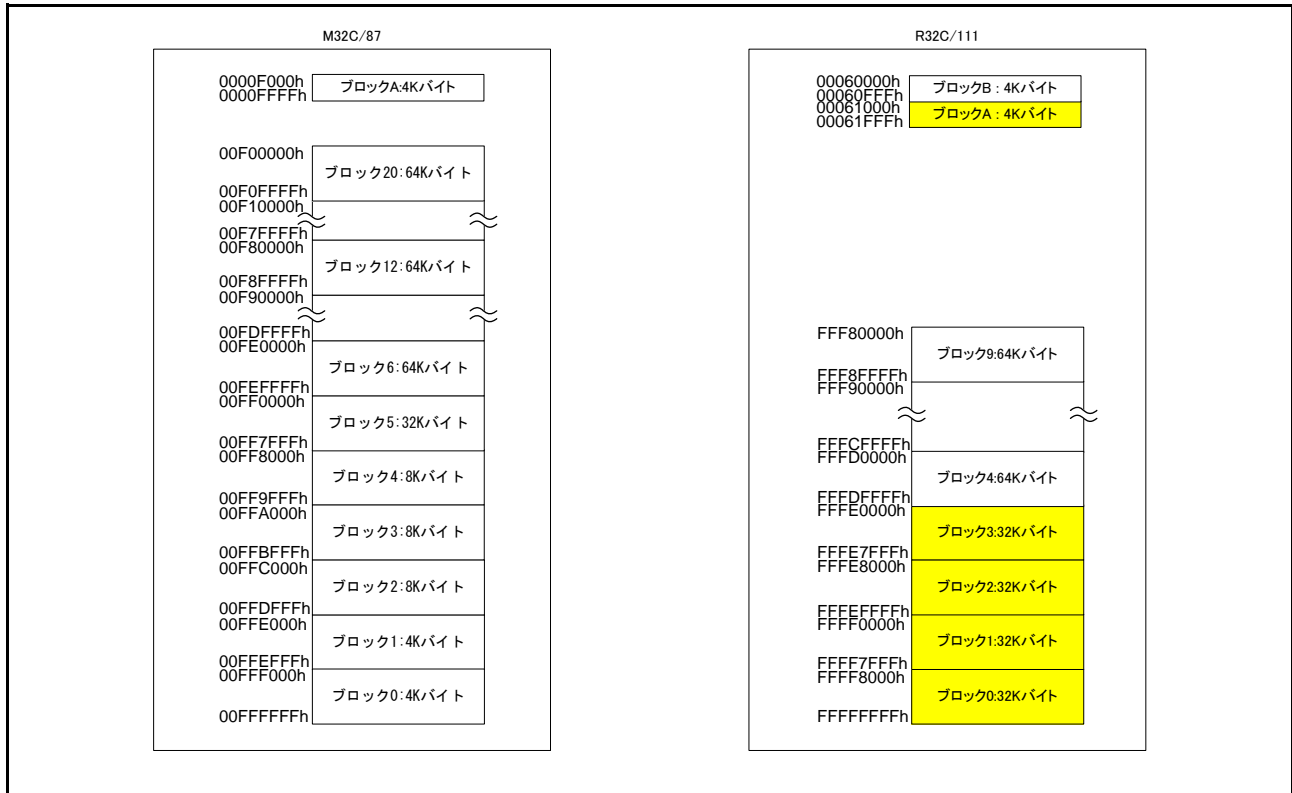 M32C/87
0000F000h
0000FFFFh
ブロックA:4Kバイト
00F00000h
ブロック20:64Kバイト
00F0FFFFh
00F10000h
00F7FFFFh
00F80000h
ブロック12:64Kバイト
00F8FFFFh
00F90000h
00FDFFFFh
00FE0000h
ブロック6:64Kバイト
00FEFFFFh
00FF0000h
ブロック5:32Kバイト
00FF7FFFh
00FF8000h
ブロック4:8Kバイト
00FF9FFFh
00FFA000h
ブロック3:8Kバイト
00FFBFFFh
00FFC000h
ブロック2:8Kバイト
00FFDFFFh
00FFE000h
ブロック1:4Kバイト
00FFEFFFh
00FFF000h
ブロック0:4Kバイト
00FFFFFFh
R32C/111
00060000h
ブロックB : 4Kバイト
00060FFFh
00061000h
ブロックA : 4Kバイト
00061FFFh
FFF80000h
ブロック9:64Kバイト
FFF8FFFFh
FFF90000h
FFFCFFFFh
FFFD0000h
ブロック4:64Kバイト
FFFDFFFFh
FFFE0000h
ブロック3:32Kバイト
FFFE7FFFh
FFFE8000h
ブロック2:32Kバイト
FFFEFFFFh
FFFF0000h
ブロック1:32Kバイト
FFFF7FFFh
FFFF8000h
ブロック0:32Kバイト
FFFFFFFFh